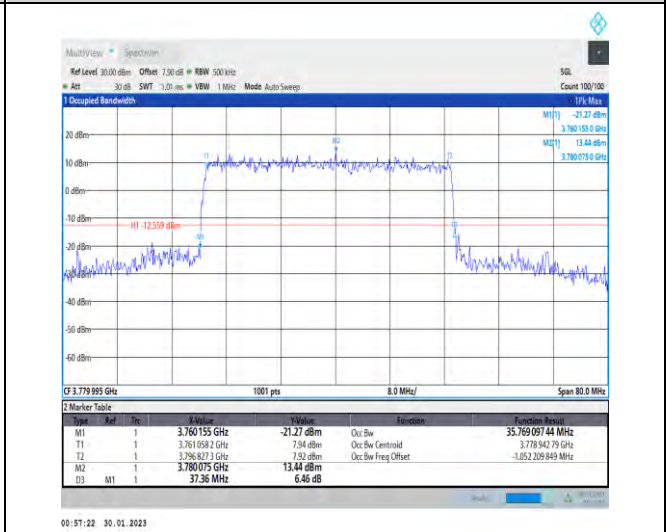 MultiView Spectrum
Ref Level 30.00 dBm Offset 7.90 dB RBW 500 kHz SGL
Att 30 dB SWT 1.01 ms VBW 1 MHz Mode Auto Sweep Count 100/100
1 Occupied Bandwidth 1Pk Max
M1[1] -21.27 dBm
3.760 155 0 GHz
M2[1] 13.44 dBm
3.780 075 0 GHz
20 dBm
M2
T1
T2
10 dBm
0 dBm
-10 dBm
H1 -12.559 dBm
D3
M1
-20 dBm
-30 dBm
-40 dBm
-50 dBm
-60 dBm
CF 3.779 995 GHz 1001 pts 8.0 MHz/ Span 80.0 MHz
2 Marker Table
Type Ref Trc X-Value Y-Value Function Function Result
M1 1 3.760155 GHz -21.27 dBm Occ Bw 35.769 097 44 MHz
T1 1 3.761 058 2 GHz 7.94 dBm Occ Bw Centroid 3.778 942 79 GHz
T2 1 3.796 827 3 GHz 7.92 dBm Occ Bw Freq Offset -1.052 209 849 MHz
M2 1 3.780075 GHz 13.44 dBm
D3 M1 1 37.36 MHz 6.46 dB
00:57:22 30.01.2023